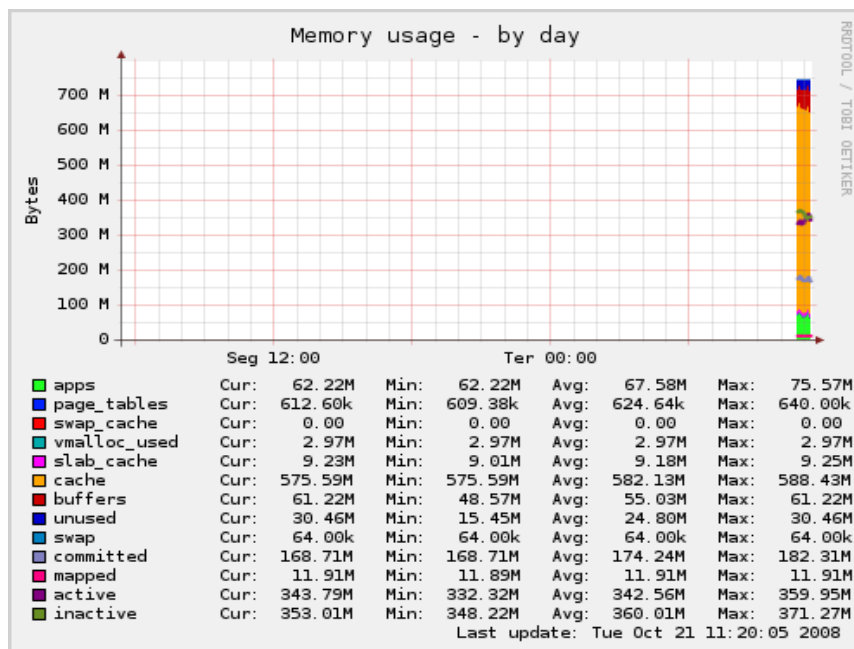 Memory usage - by day
RRDTOOL / TOBI OETIKER
Bytes
700 M
600 M
500 M
400 M
300 M
200 M
100 M
0
Seg 12:00 Ter 00:00
apps Cur: 62.22M Min: 62.22M Avg: 67.58M Max: 75.57M
page_tables Cur: 612.60k Min: 609.38k Avg: 624.64k Max: 640.00k
swap_cache Cur: 0.00 Min: 0.00 Avg: 0.00 Max: 0.00
vmalloc_used Cur: 2.97M Min: 2.97M Avg: 2.97M Max: 2.97M
slab_cache Cur: 9.23M Min: 9.01M Avg: 9.18M Max: 9.25M
cache Cur: 575.59M Min: 575.59M Avg: 582.13M Max: 588.43M
buffers Cur: 61.22M Min: 48.57M Avg: 55.03M Max: 61.22M
unused Cur: 30.46M Min: 15.45M Avg: 24.80M Max: 30.46M
swap Cur: 64.00k Min: 64.00k Avg: 64.00k Max: 64.00k
committed Cur: 168.71M Min: 168.71M Avg: 174.24M Max: 182.31M
mapped Cur: 11.91M Min: 11.89M Avg: 11.91M Max: 11.91M
active Cur: 343.79M Min: 332.32M Avg: 342.56M Max: 359.95M
inactive Cur: 353.01M Min: 348.22M Avg: 360.01M Max: 371.27M
Last update: Tue Oct 21 11:20:05 2008